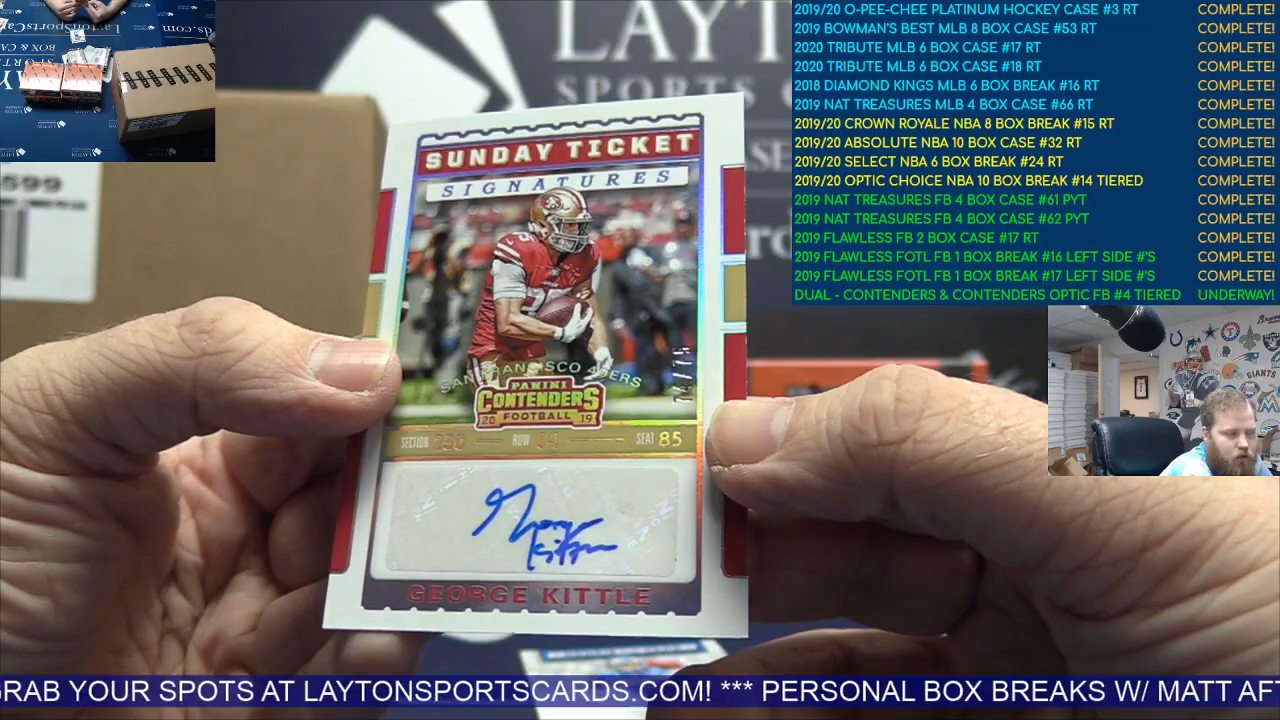 2019/20 O-PEE-CHEE PLATINUM HOCKEY CASE #3 RT COMPLETE!
2019 BOWMAN'S BEST MLB 8 BOX CASE #53 RT COMPLETE!
2020 TRIBUTE MLB 6 BOX CASE #17 RT COMPLETE!
2020 TRIBUTE MLB 6 BOX CASE #18 RT COMPLETE!
2018 DIAMOND KINGS MLB 6 BOX BREAK #16 RT COMPLETE!
2019 NAT TREASURES MLB 4 BOX CASE #66 RT COMPLETE!
2019/20 CROWN ROYALE NBA 8 BOX BREAK #15 RT COMPLETE!
2019/20 ABSOLUTE NBA 10 BOX CASE #32 RT COMPLETE!
2019/20 SELECT NBA 6 BOX BREAK #24 RT COMPLETE!
2019/20 OPTIC CHOICE NBA 10 BOX BREAK #14 TIERED COMPLETE!
2019 NAT TREASURES FB 4 BOX CASE #61 PYT COMPLETE!
2019 NAT TREASURES FB 4 BOX CASE #62 PYT COMPLETE!
2019 FLAWLESS FB 2 BOX CASE #17 RT COMPLETE!
2019 FLAWLESS FOTL FB 1 BOX BREAK #16 LEFT SIDE #'S COMPLETE!
2019 FLAWLESS FOTL FB 1 BOX BREAK #17 LEFT SIDE #'S COMPLETE!
DUAL - CONTENDERS & CONTENDERS OPTIC FB #4 TIERED UNDERWAY!
LAYT
SPORTS
599
SUNDAY TICKET
SIGNATURES
SAN FRANCISCO 49ERS
PANINI
CONTENDERS
20 FOOTBALL 19
SECTION ROW SEAT 85
George Kittle
GEORGE KITTLE
GIANTS
GRAB YOUR SPOTS AT LAYTONSPORTSCARDS.COM! *** PERSONAL BOX BREAKS W/ MATT AFT